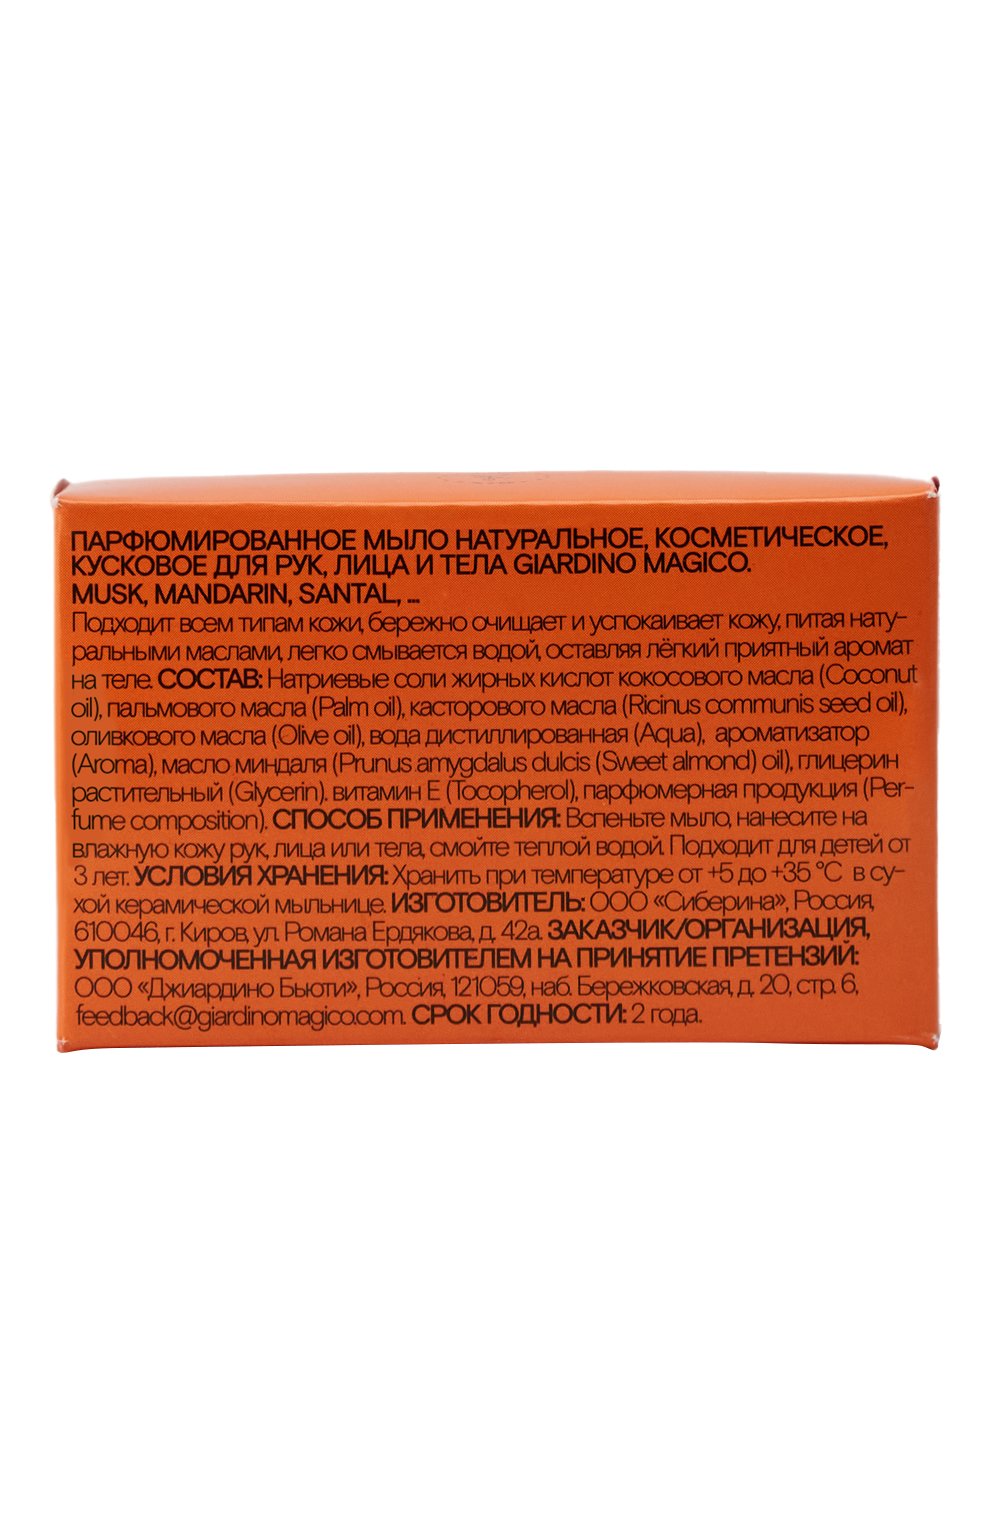 ПАРФЮМИРОВАННОЕ МЫЛО НАТУРАЛЬНОЕ, КОСМЕТИЧЕСКОЕ,
КУСКОВОЕ ДЛЯ РУК, ЛИЦА И ТЕЛА GIARDINO MAGICO.
MUSK, MANDARIN, SANTAL, ...
Подходит всем типам кожи, бережно очищает и успокаивает кожу, питая нату-
ральными маслами, легко смывается водой, оставляя лёгкий приятный аромат
на теле. СОСТАВ: Натриевые соли жирных кислот кокосового масла (Coconut
oil), пальмового масла (Palm oil), касторового масла (Ricinus communis seed oil),
оливкового масла (Olive oil), вода дистиллированная (Aqua), ароматизатор
(Aroma), масло миндаля (Prunus amygdalus dulcis (Sweet almond) oil), глицерин
растительный (Glycerin). витамин Е (Tocopherol), парфюмерная продукция (Per-
fume composition). СПОСОБ ПРИМЕНЕНИЯ: Вспеньте мыло, нанесите на
влажную кожу рук, лица или тела, смойте теплой водой. Подходит для детей от
3 лет. УСЛОВИЯ ХРАНЕНИЯ: Хранить при температуре от +5 до +35 °C в су-
хой керамической мыльнице. ИЗГОТОВИТЕЛЬ: ООО «Сиберина», Россия,
610046, г. Киров, ул. Романа Ердякова, д. 42а. ЗАКАЗЧИК/ОРГАНИЗАЦИЯ,
УПОЛНОМОЧЕННАЯ ИЗГОТОВИТЕЛЕМ НА ПРИНЯТИЕ ПРЕТЕНЗИЙ:
ООО «Джиардино Бьюти», Россия, 121059, наб. Бережковская, д. 20, стр. 6,
feedback@giardinomagico.com. СРОК ГОДНОСТИ: 2 года.